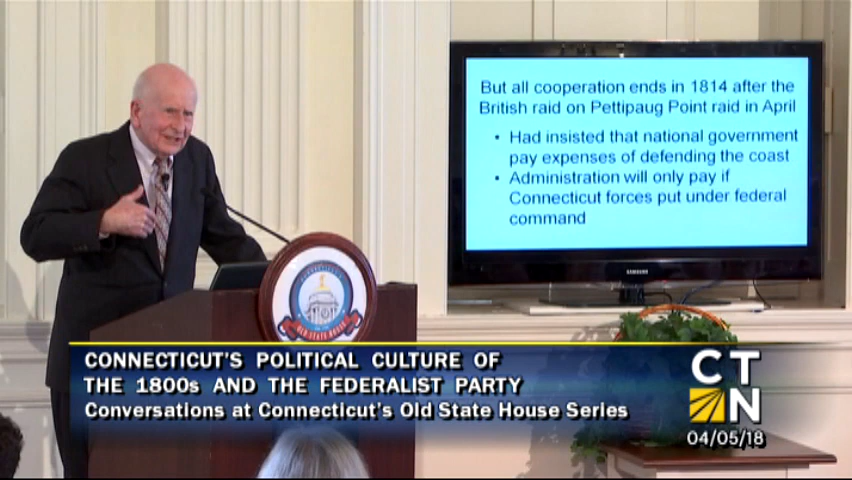 But all cooperation ends in 1814 after the
British raid on Pettipaug Point raid in April
• Had insisted that national government
pay expenses of defending the coast
• Administration will only pay if
Connecticut forces put under federal
command
SAMSUNG
OLD STATE HOUSE
CONNECTICUT'S POLITICAL CULTURE OF
THE 1800s AND THE FEDERALIST PARTY
Conversations at Connecticut's Old State House Series
CT
N
04/05/18